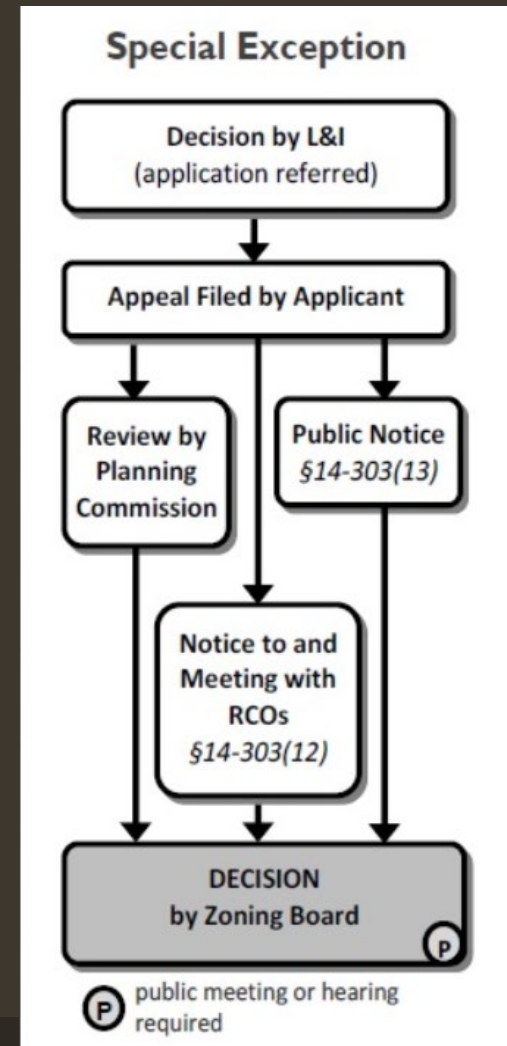 Special Exception
Decision by L&I
(application referred)
Appeal Filed by Applicant
Review by
Planning
Commission
Public Notice
§14-303(13)
Notice to and
Meeting with
RCOs
§14-303(12)
DECISION
by Zoning Board
P
P public meeting or hearing
required